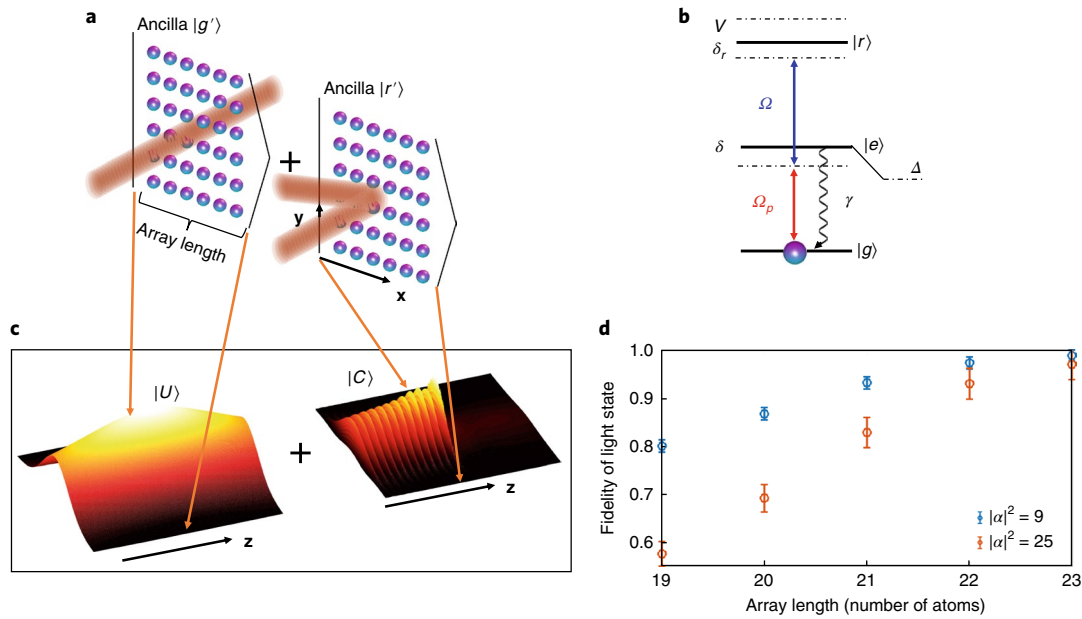 a
Ancilla |g′⟩
Ancilla |r′⟩
+
y
x
Array length
b
V
δr
|r⟩
Ω
δ
|e⟩
Δ
Ωp
γ
|g⟩
c
|U⟩
|C⟩
+
z
z
d
Fidelity of light state
1.0
0.9
0.8
0.7
0.6
19
20
21
22
23
Array length (number of atoms)
|α|² = 9
|α|² = 25